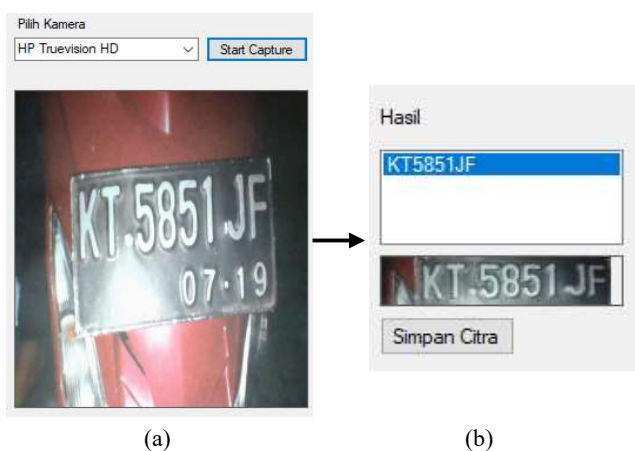 Pilih Kamera
HP Truevision HD
Start Capture
KT.5851.JF
07·19
Hasil
KT5851JF
KT.5851 JF
Simpan Citra
(a)
(b)